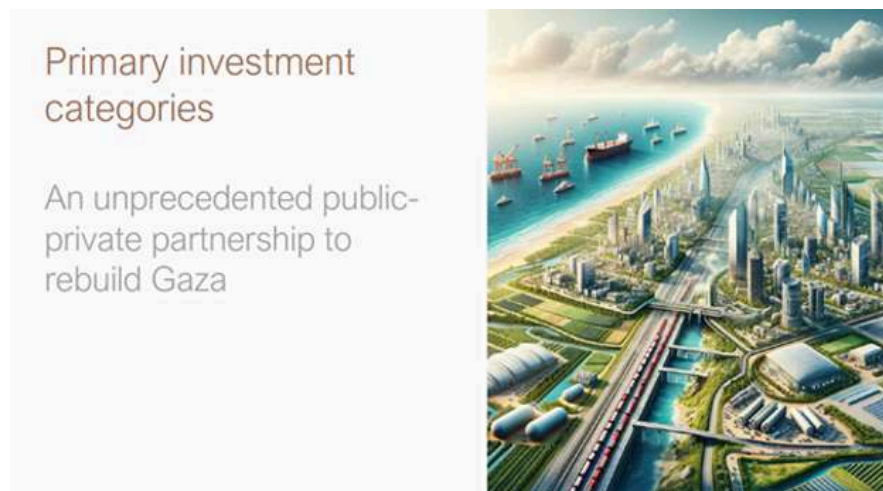 Primary investment
categories
An unprecedented public-
private partnership to
rebuild Gaza